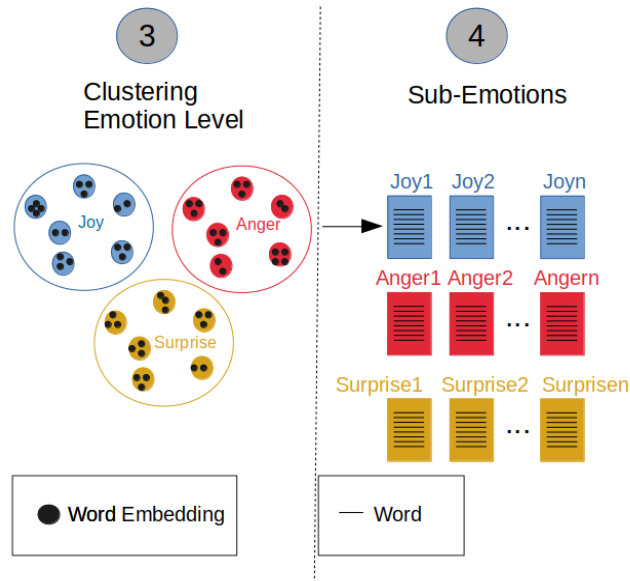 3
Clustering
Emotion Level
Joy
Anger
Surprise
Word Embedding
4
Sub-Emotions
Joy1 Joy2 Joyn
...
Anger1 Anger2 Angern
...
Surprise1 Surprise2 Surprisen
...
Word